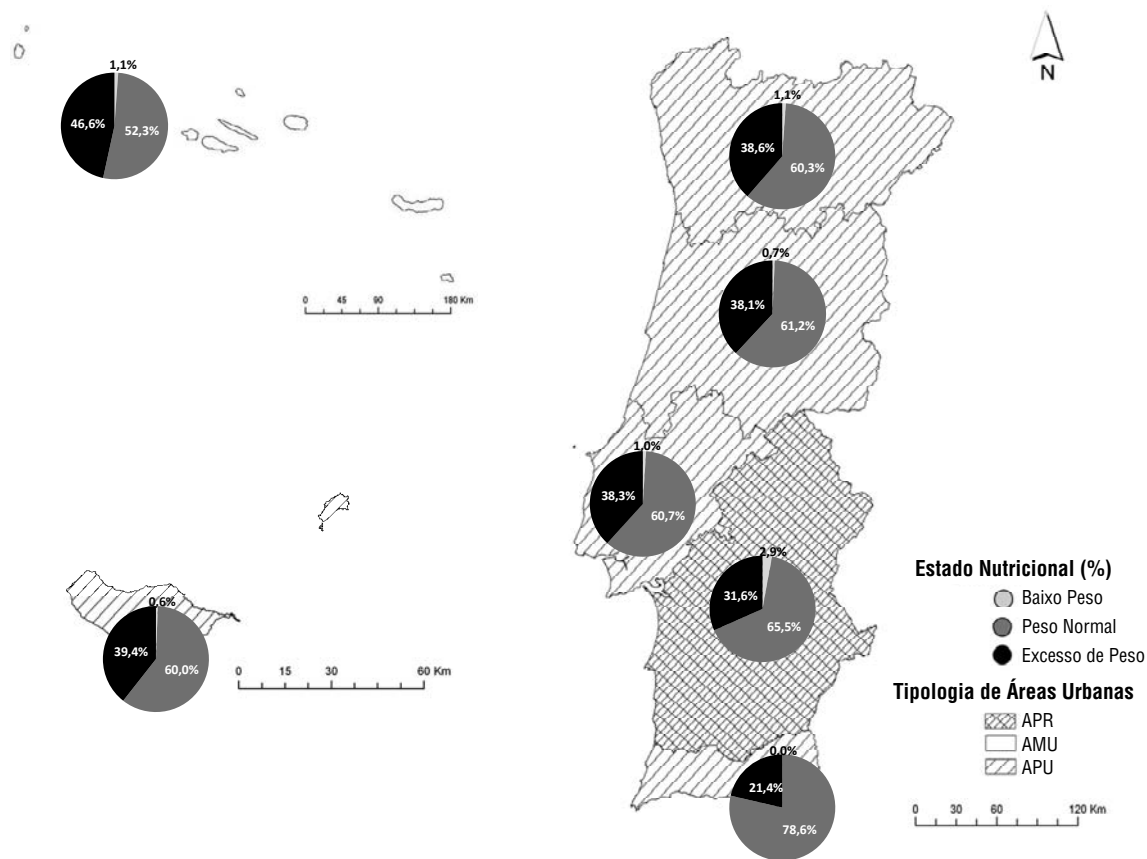 N
1,1%
46,6%
52,3%
0 45 90 180 Km
1,1%
38,6%
60,3%
0,7%
38,1%
61,2%
1,0%
38,3%
60,7%
2,9%
31,6%
65,5%
0,6%
39,4%
60,0%
0 15 30 60 Km
0,0%
21,4%
78,6%
Estado Nutricional (%)
Baixo Peso
Peso Normal
Excesso de Peso
Tipologia de Áreas Urbanas
APR
AMU
APU
0 30 60 120 Km